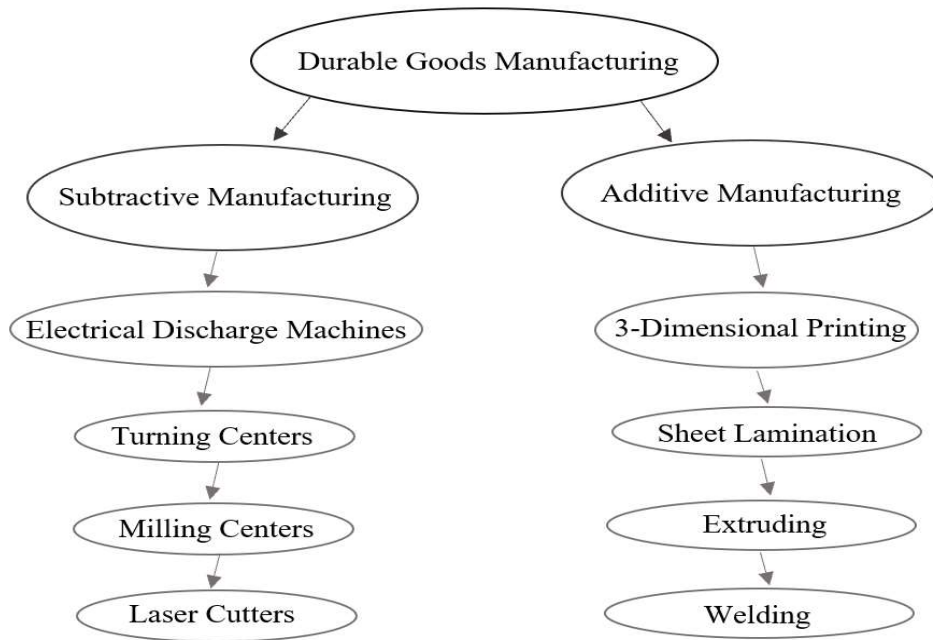 Durable Goods Manufacturing
Subtractive Manufacturing
Additive Manufacturing
Electrical Discharge Machines
3-Dimensional Printing
Turning Centers
Sheet Lamination
Milling Centers
Extruding
Laser Cutters
Welding